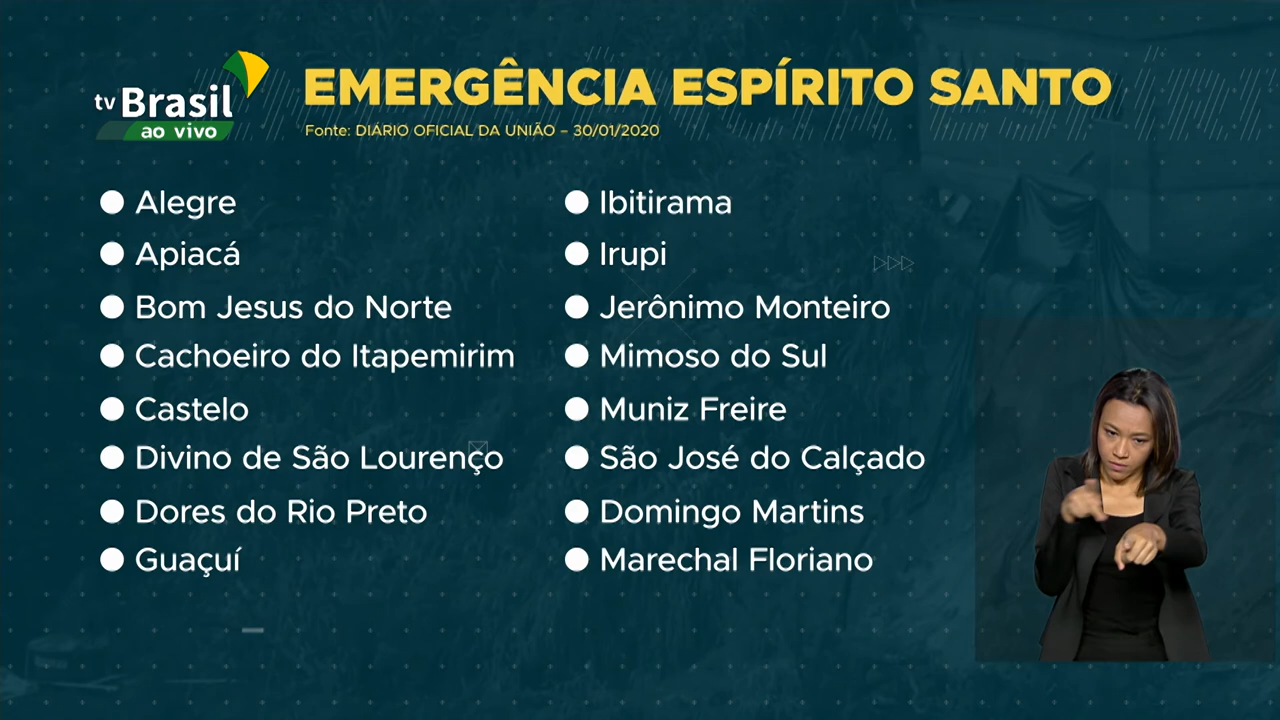 tv Brasil
ao vivo
EMERGÊNCIA ESPÍRITO SANTO
Fonte: DIÁRIO OFICIAL DA UNIÃO – 30/01/2020
Alegre
Apiacá
Bom Jesus do Norte
Cachoeiro do Itapemirim
Castelo
Divino de São Lourenço
Dores do Rio Preto
Guaçuí
Ibitirama
Irupi
Jerônimo Monteiro
Mimoso do Sul
Muniz Freire
São José do Calçado
Domingo Martins
Marechal Floriano